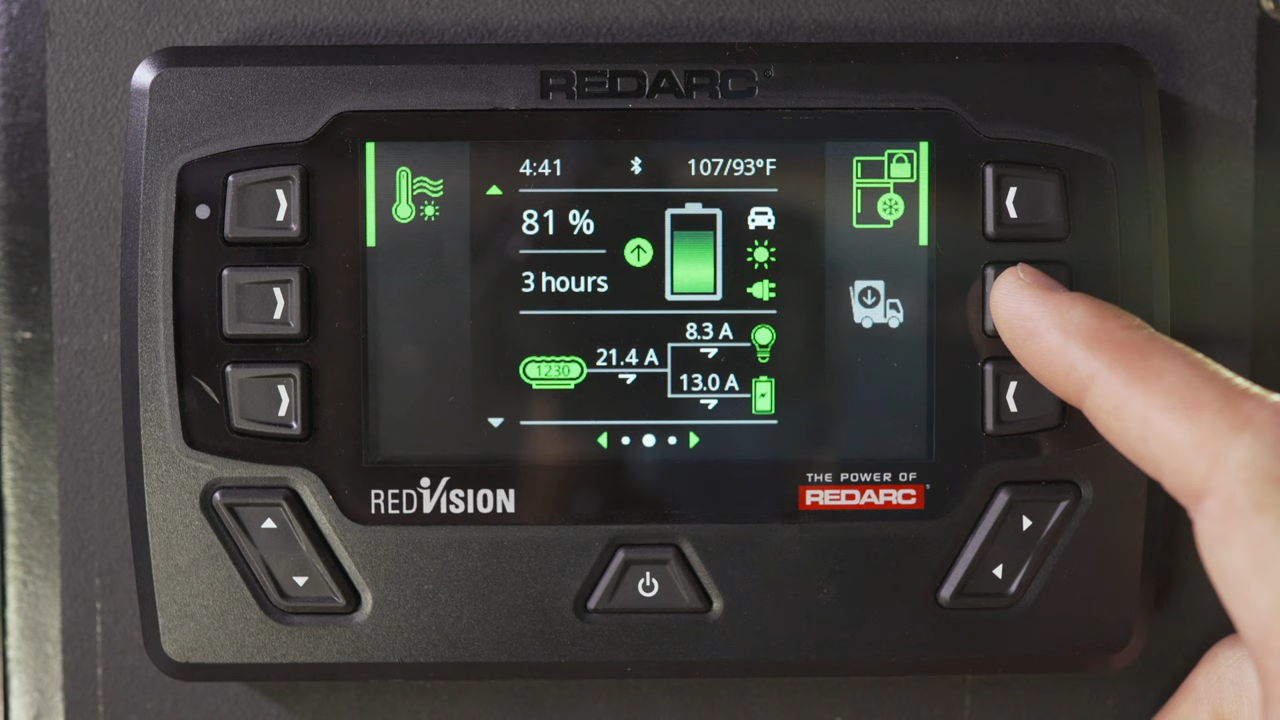 REDARC®
4:41
107/93°F
81 %
3 hours
8.3 A
21.4 A
1230
13.0 A
REDVISION
THE POWER OF
REDARC®